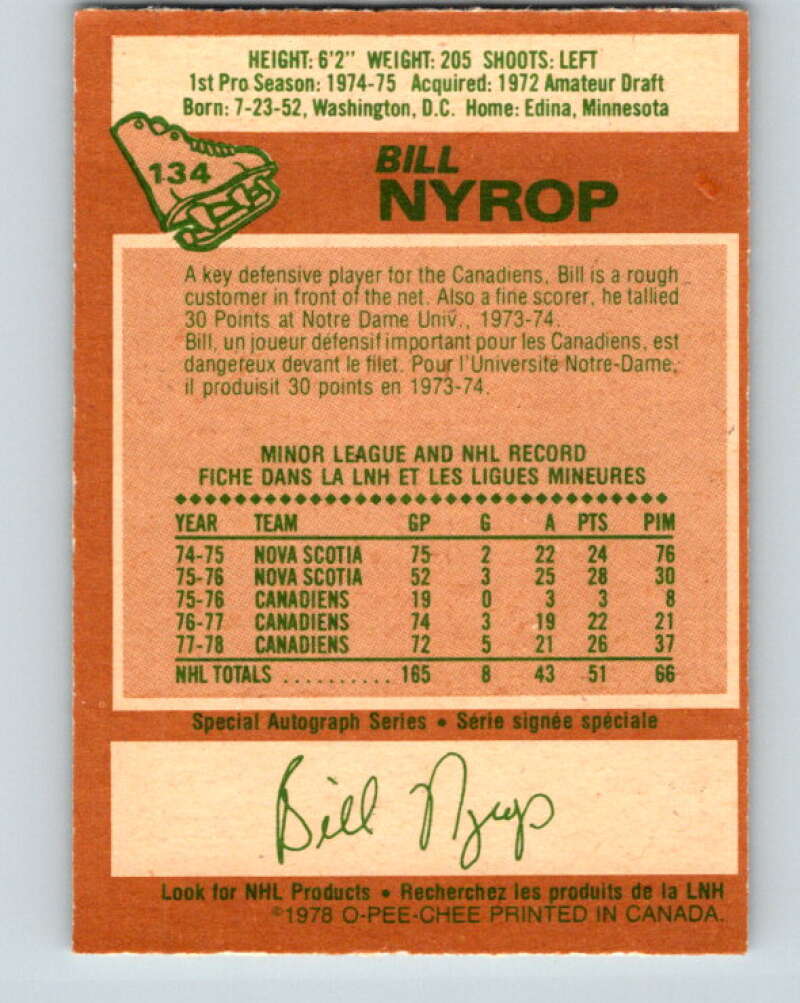 HEIGHT: 6'2" WEIGHT: 205 SHOOTS: LEFT
1st Pro Season: 1974-75 Acquired: 1972 Amateur Draft
Born: 7-23-52, Washington, D.C. Home: Edina, Minnesota
134
BILL
NYROP
A key defensive player for the Canadiens, Bill is a rough
customer in front of the net. Also a fine scorer, he tallied
30 Points at Notre Dame Univ., 1973-74.
Bill, un joueur défensif important pour les Canadiens, est
dangereux devant le filet. Pour l'Université Notre-Dame,
il produisit 30 points en 1973-74.
MINOR LEAGUE AND NHL RECORD
FICHE DANS LA LNH ET LES LIGUES MINEURES
YEAR TEAM GP G A PTS PIM
74-75 NOVA SCOTIA 75 2 22 24 76
75-76 NOVA SCOTIA 52 3 25 28 30
75-76 CANADIENS 19 0 3 3 8
76-77 CANADIENS 74 3 19 22 21
77-78 CANADIENS 72 5 21 26 37
NHL TOTALS .......... 165 8 43 51 66
Special Autograph Series • Série signée spéciale
Bill Nyrop
Look for NHL Products • Recherchez les produits de la LNH
©1978 O-PEE-CHEE PRINTED IN CANADA.